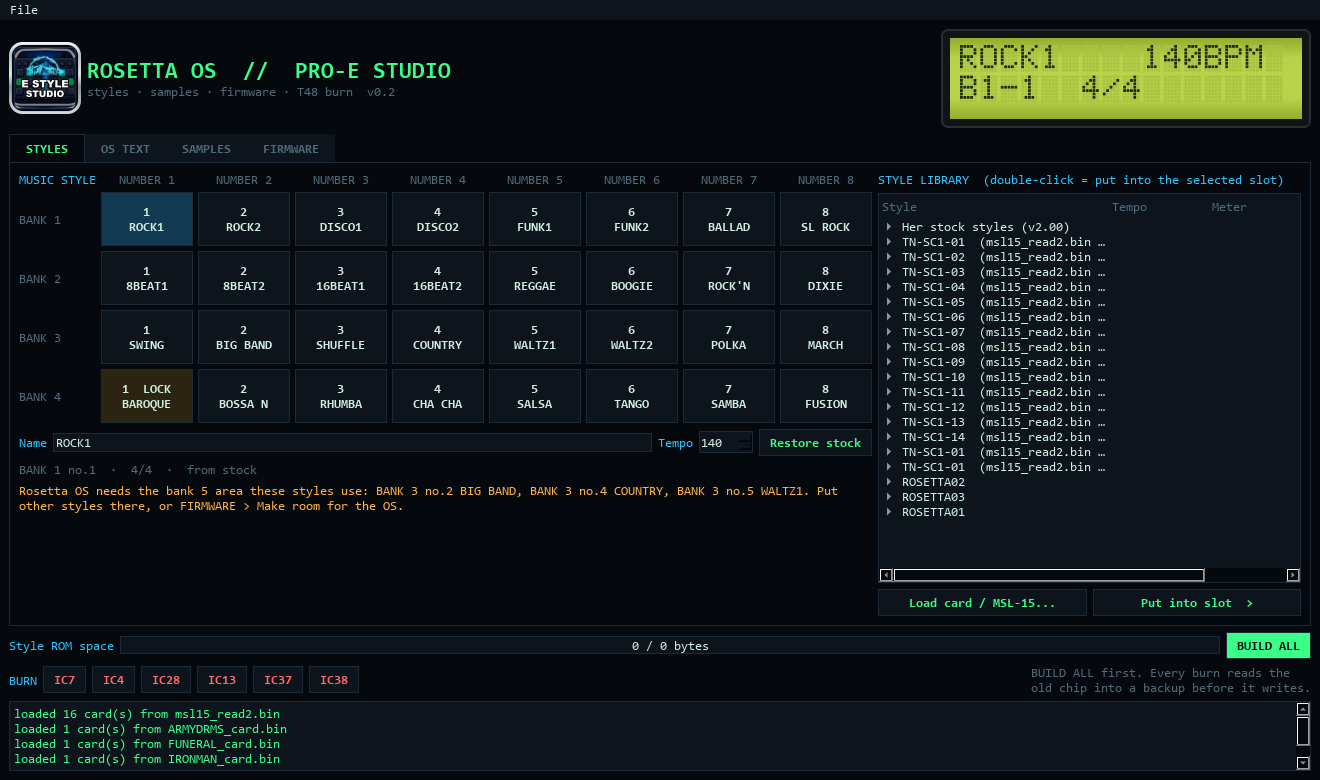 File
E STYLE
STUDIO
ROSETTA OS // PRO-E STUDIO
styles · samples · firmware · T48 burn v0.2
ROCK1 140BPM
B1-1 4/4
STYLES OS TEXT SAMPLES FIRMWARE
MUSIC STYLE NUMBER 1 NUMBER 2 NUMBER 3 NUMBER 4 NUMBER 5 NUMBER 6 NUMBER 7 NUMBER 8
BANK 1
1 2 3 4 5 6 7 8
ROCK1 ROCK2 DISCO1 DISCO2 FUNK1 FUNK2 BALLAD SL ROCK
BANK 2
1 2 3 4 5 6 7 8
8BEAT1 8BEAT2 16BEAT1 16BEAT2 REGGAE BOOGIE ROCK'N DIXIE
BANK 3
1 2 3 4 5 6 7 8
SWING BIG BAND SHUFFLE COUNTRY WALTZ1 WALTZ2 POLKA MARCH
BANK 4
1 LOCK 2 3 4 5 6 7 8
BAROQUE BOSSA N RHUMBA CHA CHA SALSA TANGO SAMBA FUSION
Name ROCK1 Tempo 140 Restore stock
BANK 1 no.1 · 4/4 · from stock
Rosetta OS needs the bank 5 area these styles use: BANK 3 no.2 BIG BAND, BANK 3 no.4 COUNTRY, BANK 3 no.5 WALTZ1. Put
other styles there, or FIRMWARE > Make room for the OS.
STYLE LIBRARY (double-click = put into the selected slot)
Style Tempo Meter
Her stock styles (v2.00)
TN-SC1-01 (msl15_read2.bin …
TN-SC1-02 (msl15_read2.bin …
TN-SC1-03 (msl15_read2.bin …
TN-SC1-04 (msl15_read2.bin …
TN-SC1-05 (msl15_read2.bin …
TN-SC1-06 (msl15_read2.bin …
TN-SC1-07 (msl15_read2.bin …
TN-SC1-08 (msl15_read2.bin …
TN-SC1-09 (msl15_read2.bin …
TN-SC1-10 (msl15_read2.bin …
TN-SC1-11 (msl15_read2.bin …
TN-SC1-12 (msl15_read2.bin …
TN-SC1-13 (msl15_read2.bin …
TN-SC1-14 (msl15_read2.bin …
TN-SC1-01 (msl15_read2.bin …
TN-SC1-01 (msl15_read2.bin …
ROSETTA02
ROSETTA03
ROSETTA01
Load card / MSL-15... Put into slot >
Style ROM space 0 / 0 bytes BUILD ALL
BURN IC7 IC4 IC28 IC13 IC37 IC38
BUILD ALL first. Every burn reads the
old chip into a backup before it writes.
loaded 16 card(s) from msl15_read2.bin
loaded 1 card(s) from ARMYDRMS_card.bin
loaded 1 card(s) from FUNERAL_card.bin
loaded 1 card(s) from IRONMAN_card.bin